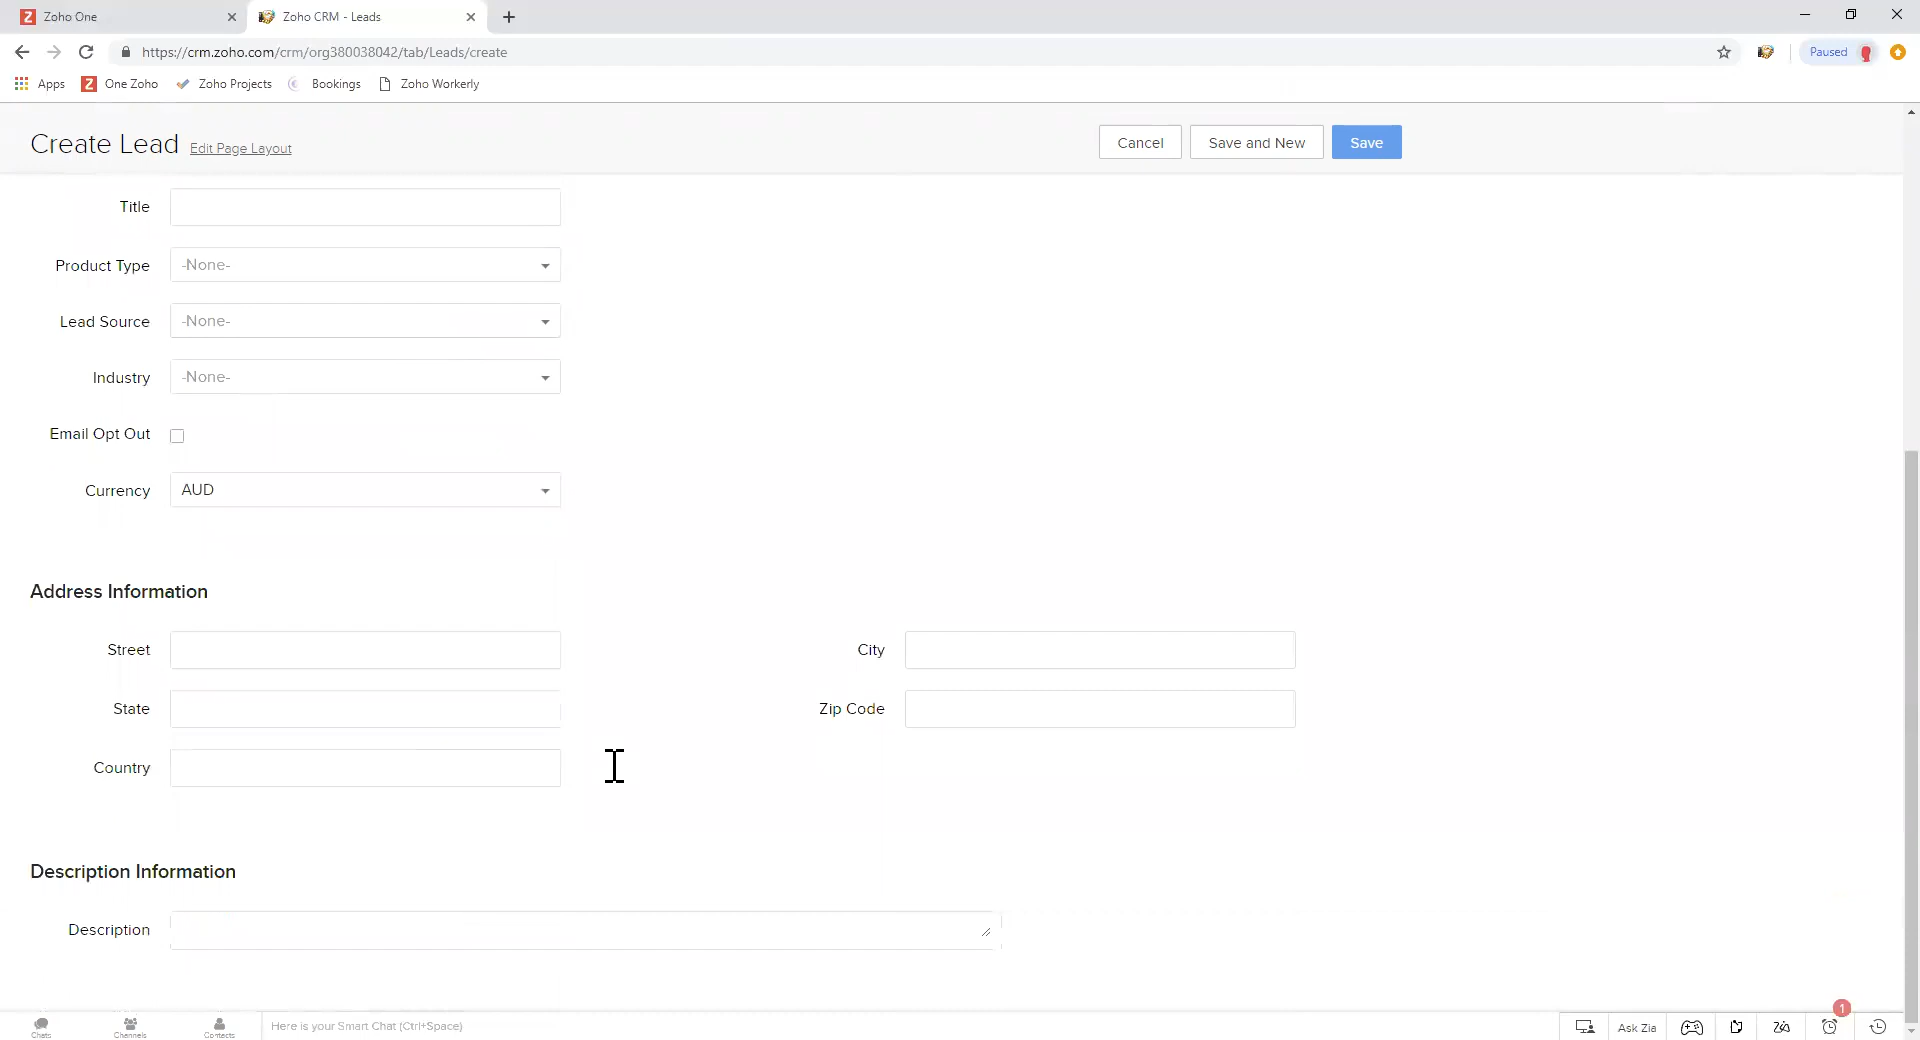 Zoho One
Zoho CRM - Leads
https://crm.zoho.com/crm/org380038042/tab/Leads/create
Paused
Apps
One Zoho
Zoho Projects
Bookings
Zoho Workerly
Create Lead
Edit Page Layout
Cancel
Save and New
Save
Title
Product Type
-None-
Lead Source
-None-
Industry
-None-
Email Opt Out
Currency
AUD
Address Information
Street
City
State
Zip Code
Country
Description Information
Description
Chats
Channels
Contacts
Here is your Smart Chat (Ctrl+Space)
Ask Zia
1